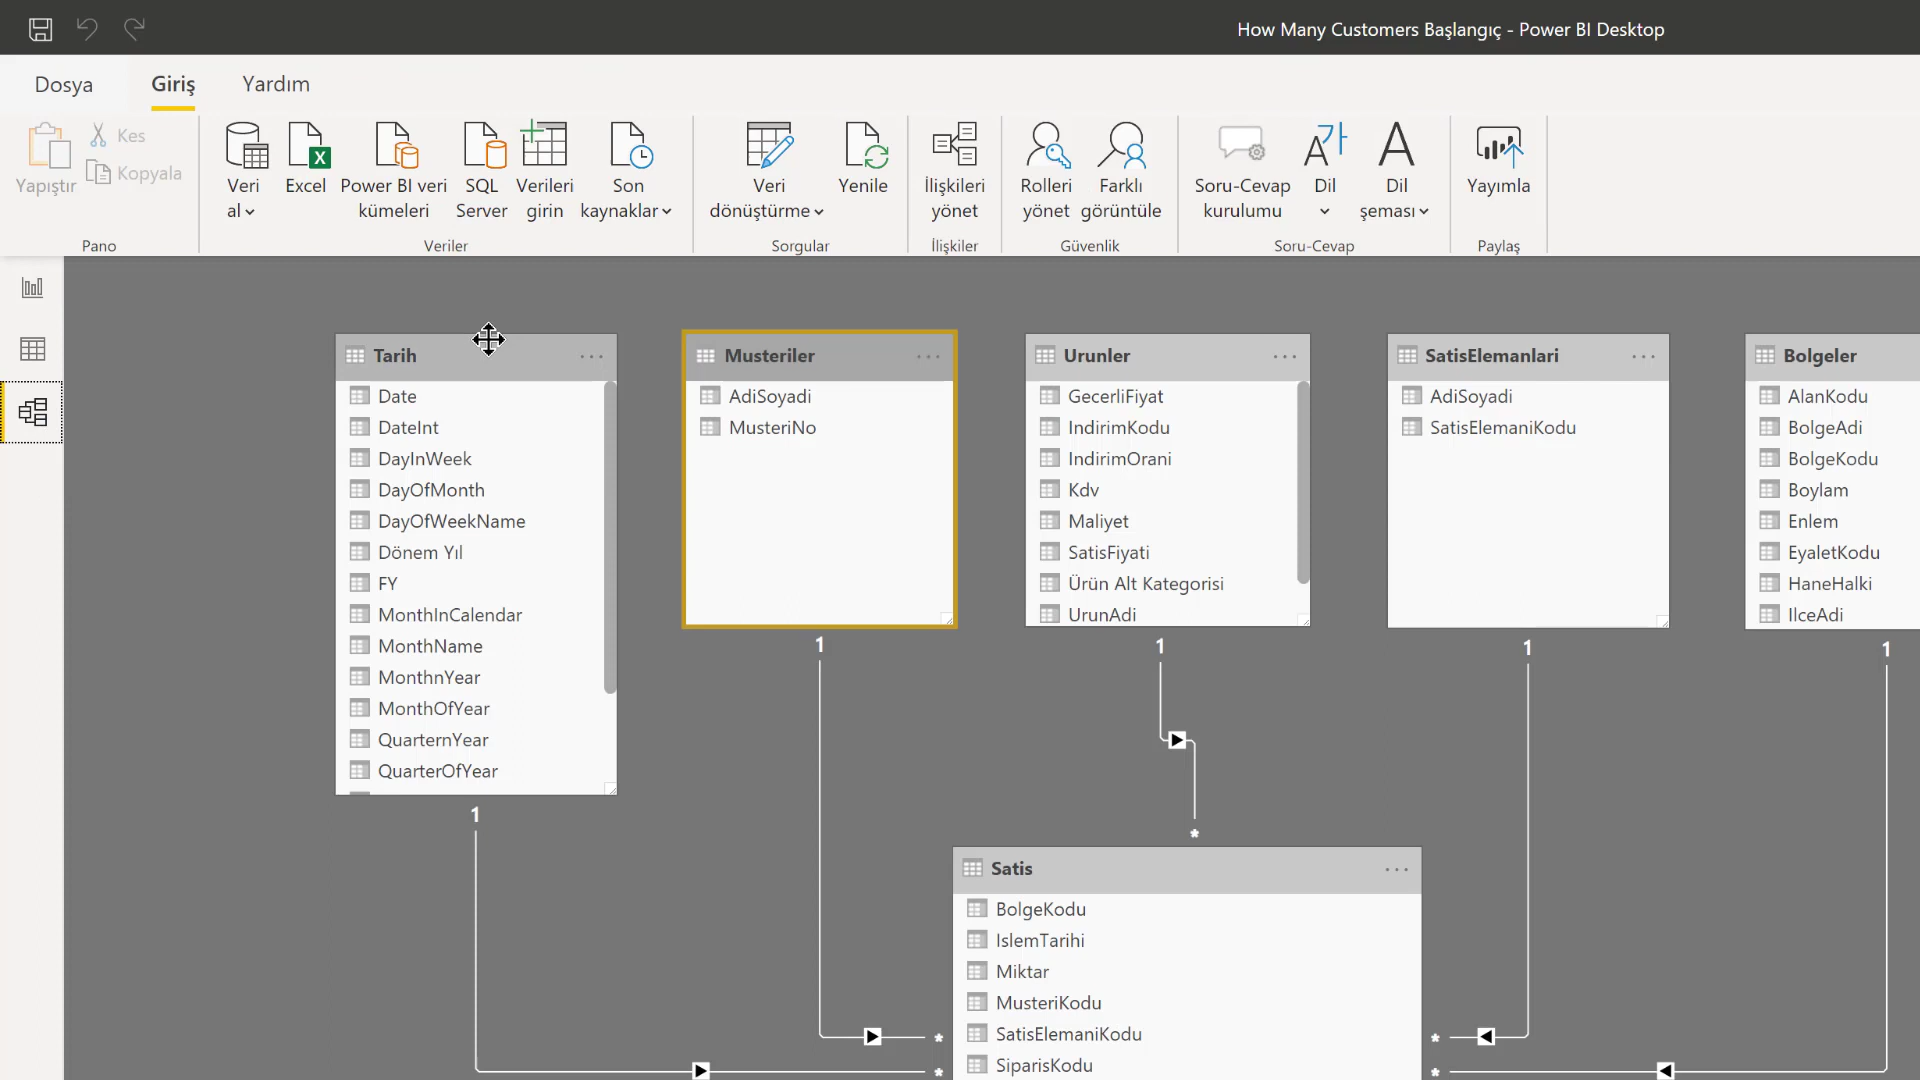 How Many Customers Başlangıç - Power BI Desktop
Dosya
Giriş
Yardım
Yapıştır
Kes
Kopyala
Pano
Veri al
Excel
Power BI veri kümeleri
SQL Server
Verileri girin
Son kaynaklar
Veriler
Veri dönüştürme
Yenile
Sorgular
İlişkileri yönet
İlişkiler
Rolleri yönet
Farklı görüntüle
Güvenlik
Soru-Cevap kurulumu
Dil
Dil şeması
Soru-Cevap
Yayımla
Paylaş
Tarih
Date
DateInt
DayInWeek
DayOfMonth
DayOfWeekName
Dönem Yıl
FY
MonthInCalendar
MonthName
MonthnYear
MonthOfYear
QuarternYear
QuarterOfYear
1
Musteriler
AdiSoyadi
MusteriNo
1
Urunler
GecerliFiyat
IndirimKodu
IndirimOrani
Kdv
Maliyet
SatisFiyati
Ürün Alt Kategorisi
UrunAdi
1
*
SatisElemanlari
AdiSoyadi
SatisElemaniKodu
1
Bolgeler
AlanKodu
BolgeAdi
BolgeKodu
Boylam
Enlem
EyaletKodu
HaneHalki
IlceAdi
1
Satis
BolgeKodu
IslemTarihi
Miktar
MusteriKodu
SatisElemaniKodu
SiparisKodu
*
*
*
*